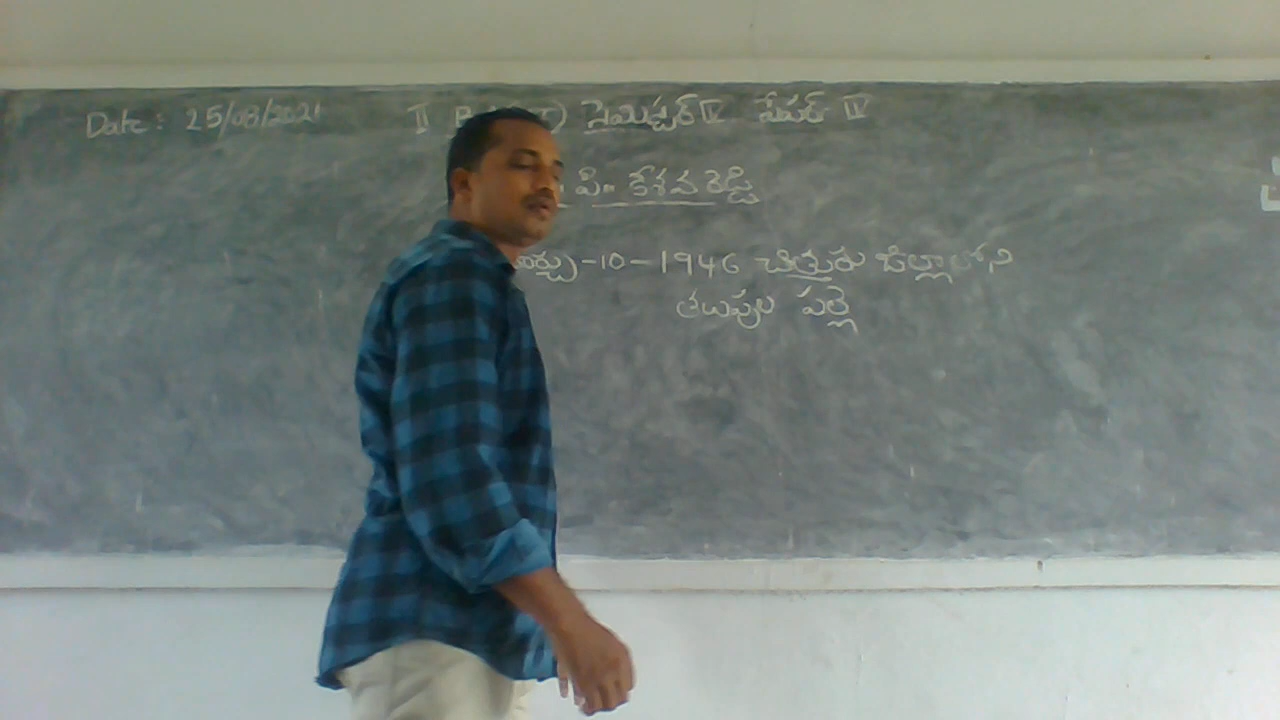 Date: 25/08/2021 II సెమిస్టర్ IV పేపర్ IV
పి. కేశవ రెడ్డి
-10-1946 చిత్తూరు జిల్లాలోని
తలుపుల పల్లె